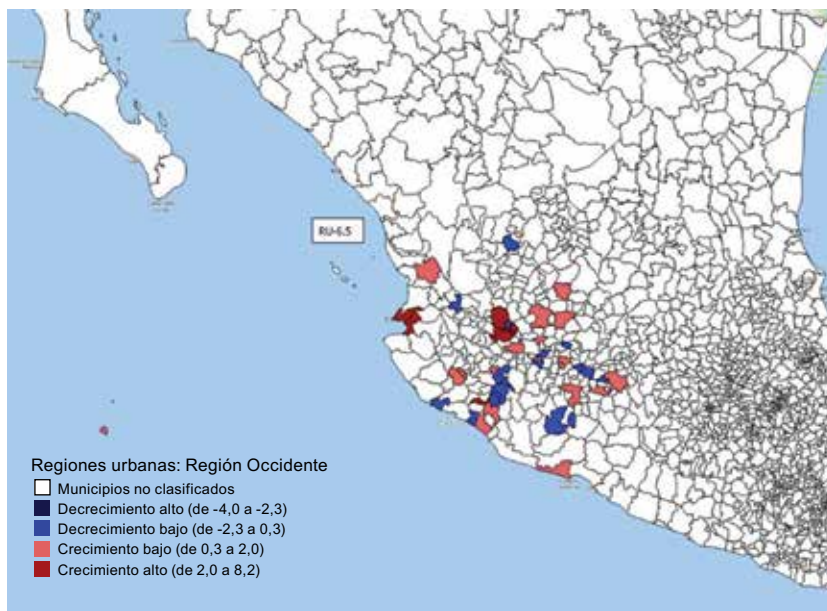 RU-6.5
Regiones urbanas: Región Occidente
Municipios no clasificados
Decrecimiento alto (de -4,0 a -2,3)
Decrecimiento bajo (de -2,3 a 0,3)
Crecimiento bajo (de 0,3 a 2,0)
Crecimiento alto (de 2,0 a 8,2)